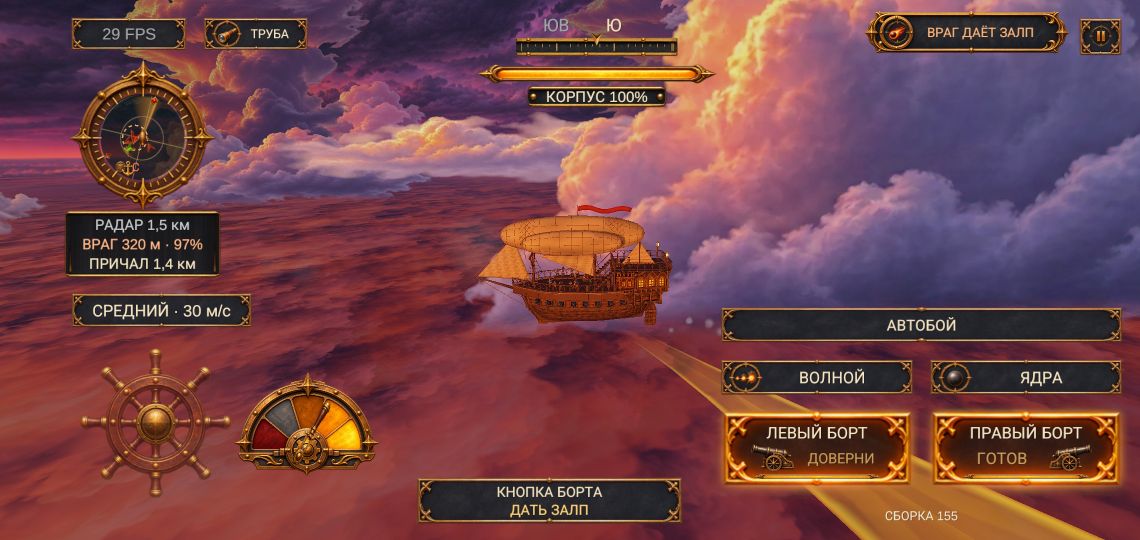 29 FPS
ТРУБА
ЮВ Ю
ВРАГ ДАЁТ ЗАЛП
КОРПУС 100%
РАДАР 1,5 км
ВРАГ 320 м · 97%
ПРИЧАЛ 1,4 км
СРЕДНИЙ · 30 м/с
АВТОБОЙ
ВОЛНОЙ
ЯДРА
ЛЕВЫЙ БОРТ
ДОВЕРНИ
ПРАВЫЙ БОРТ
ГОТОВ
КНОПКА БОРТА
ДАТЬ ЗАЛП
СБОРКА 155